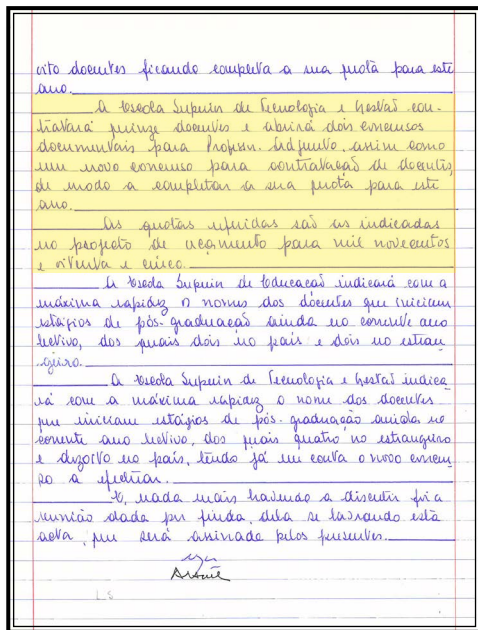 oito docentes ficando completa a sua quota para este
ano.
A Escola Superior de Tecnologia e Gestão con-
tratará quinze docentes e abrirá dois concursos
documentais para Professor Adjunto, assim como
um novo concurso para contratação de docentes,
de modo a completar a sua quota para este
ano.
As quotas referidas são as indicadas
no projecto de orçamento para mil novecentos
e oitenta e cinco.
A Escola Superior de Educação indicará com a
máxima rapidez o nomes dos docentes que iniciam
estágios de pós-graduação ainda no corrente ano
lectivo, dos quais dois no país e dois no estran-
geiro.
A Escola Superior de Tecnologia e Gestão indica-
rá com a máxima rapidez o nome dos docentes
que iniciam estágios de pós-graduação ainda no
corrente ano lectivo, dos quais quatro no estrangeiro
e dezoito no país, tendo já em conta o novo concur-
so a efectuar.
E, nada mais havendo a discutir foi a
reunião dada por finda, dela se lavrando esta
acta, que será assinada pelos presentes.
L.S